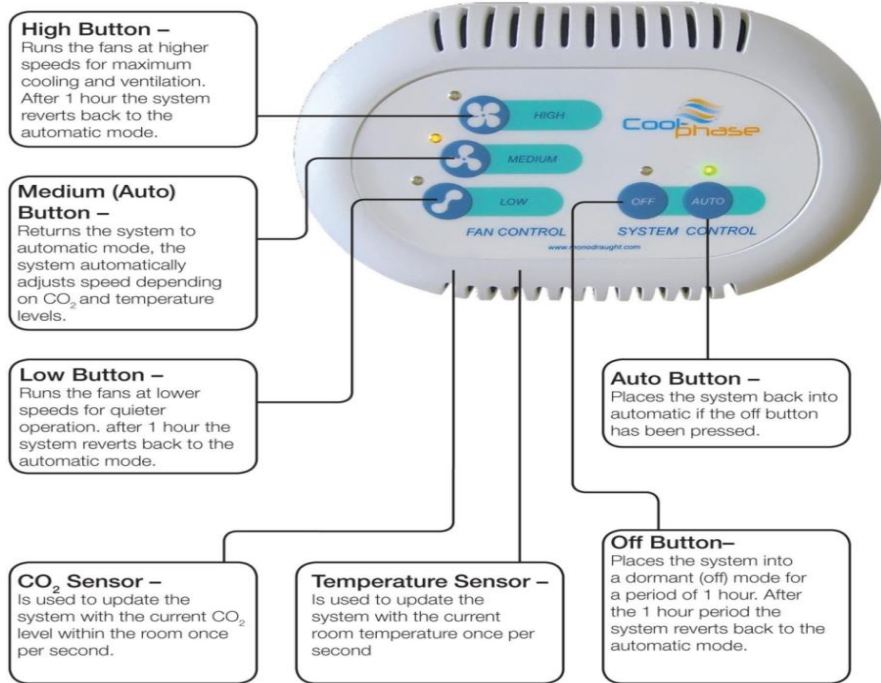 High Button –
Runs the fans at higher
speeds for maximum
cooling and ventilation.
After 1 hour the system
reverts back to the
automatic mode.
Medium (Auto)
Button –
Returns the system to
automatic mode, the
system automatically
adjusts speed depending
on CO₂ and temperature
levels.
Low Button –
Runs the fans at lower
speeds for quieter
operation. after 1 hour the
system reverts back to the
automatic mode.
CO₂ Sensor –
Is used to update the
system with the current CO₂
level within the room once
per second.
Temperature Sensor –
Is used to update the
system with the current
room temperature once per
second
HIGH
MEDIUM
LOW
FAN CONTROL
Cool
phase
OFF
AUTO
SYSTEM CONTROL
www.monodraught.com
Auto Button –
Places the system back into
automatic if the off button
has been pressed.
Off Button–
Places the system into
a dormant (off) mode for
a period of 1 hour. After
the 1 hour period the
system reverts back to the
automatic mode.